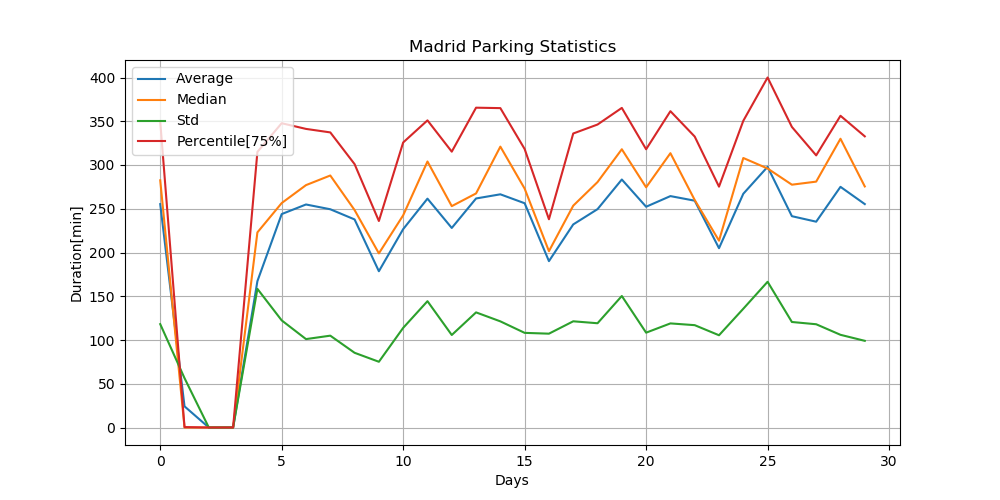 Madrid Parking Statistics
Average
Median
Std
Percentile[75%]
Duration[min]
400
350
300
250
200
150
100
50
0
0 5 10 15 20 25 30
Days